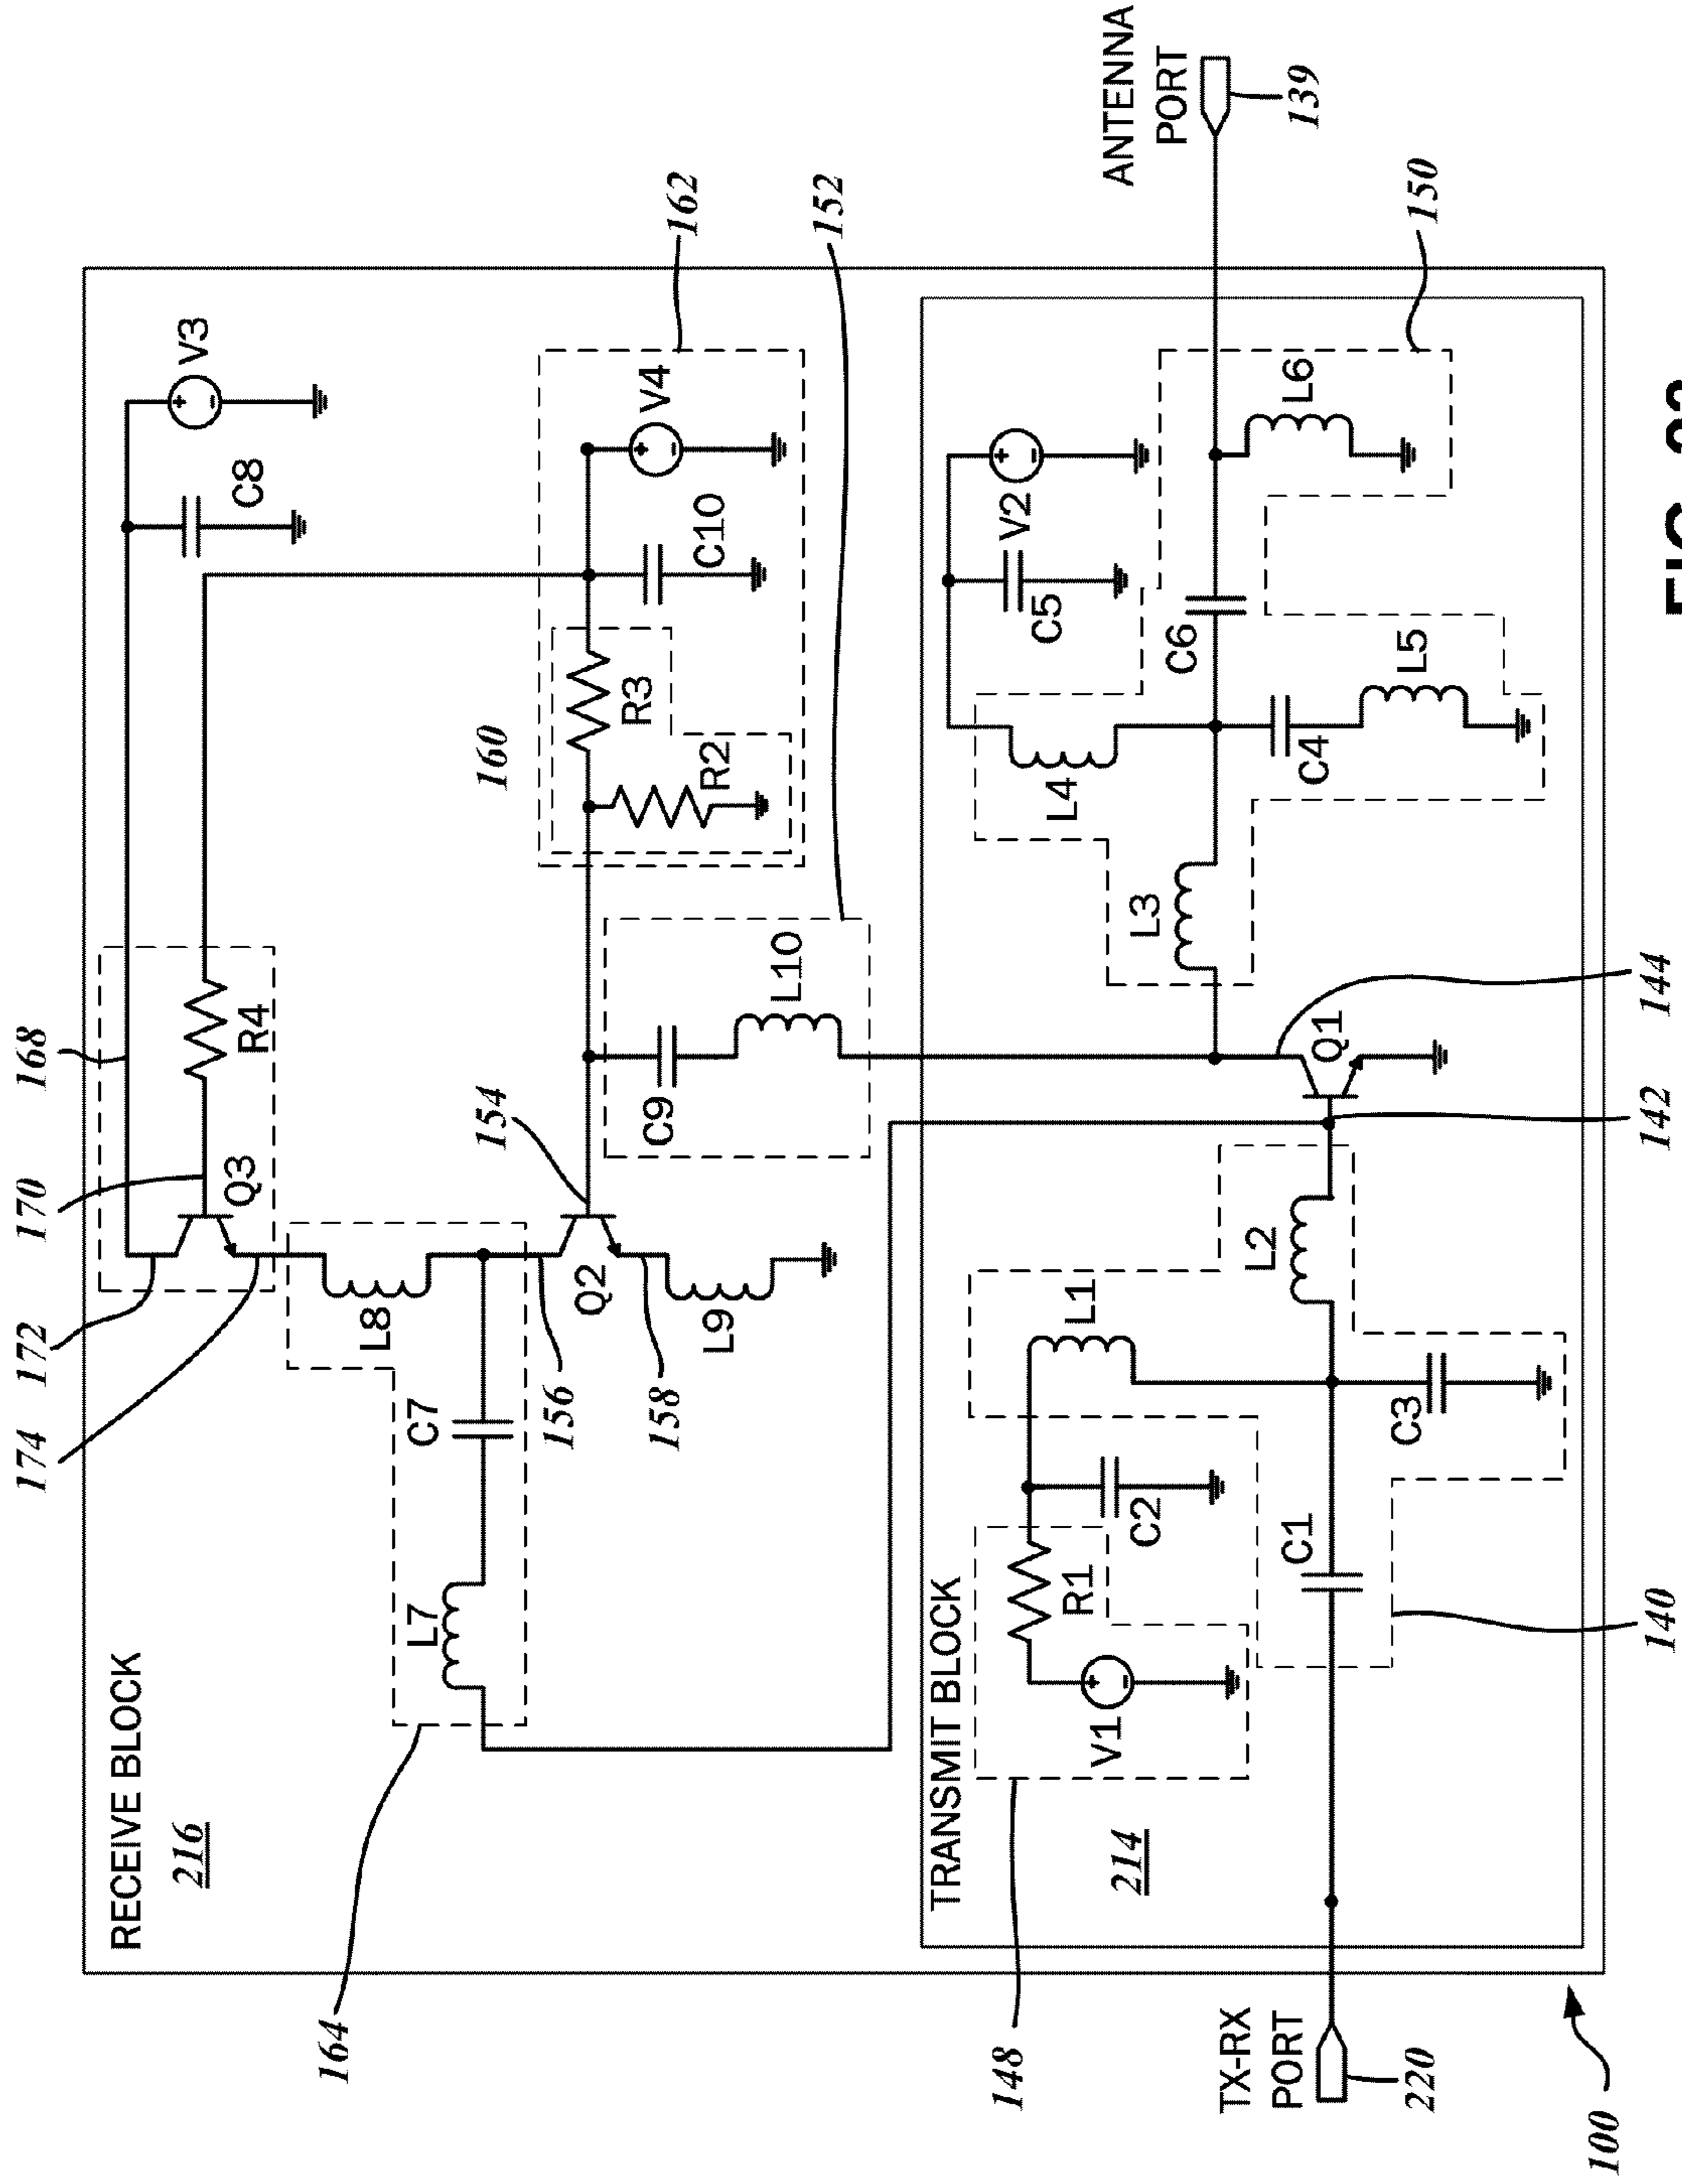 RECEIVE BLOCK
216
174
172
170
168
Q3
R4
C8
V3
164
L7
C7
L8
156
Q2
154
158
L9
160
R3
R2
C10
V4
162
C9
L10
152
TRANSMIT BLOCK
214
148
V1
R1
C2
L1
L2
C1
C3
140
142
Q1
144
L3
L4
C5
V2
C6
C4
L5
L6
150
ANTENNA
PORT
139
TX-RX
PORT
220
100